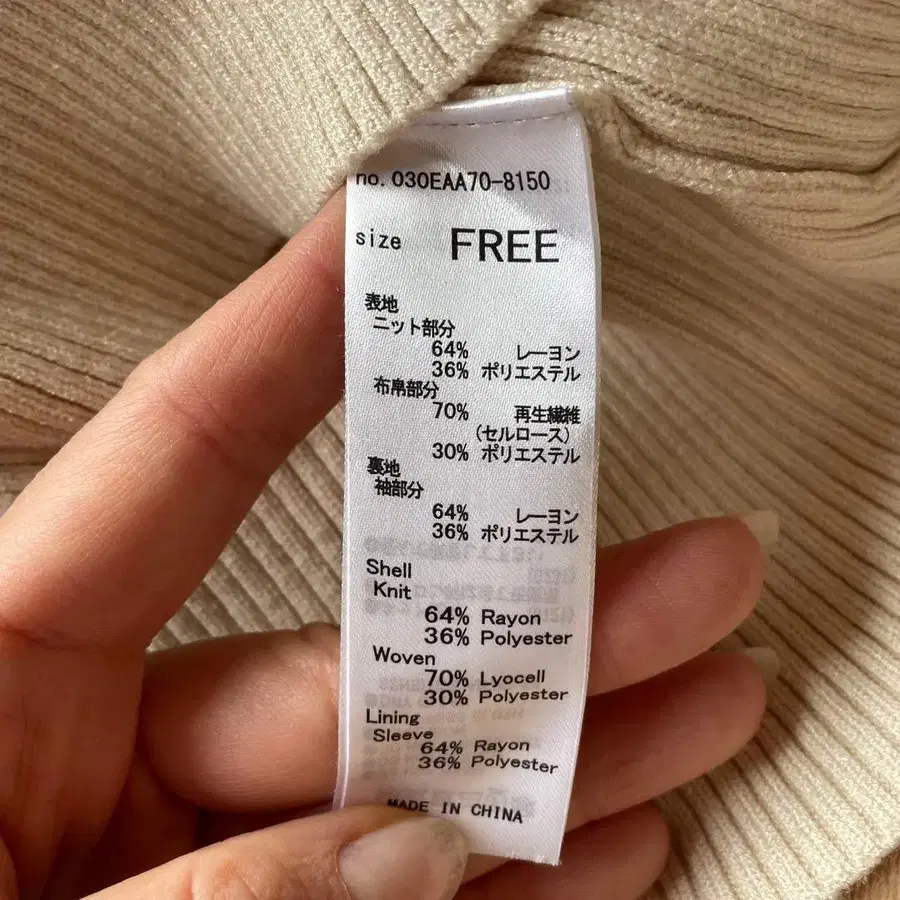 no. 030EAA70-8150
size FREE
表地
ニット部分
64% レーヨン
36% ポリエステル
布帛部分
70% 再生繊維
(セルロース)
30% ポリエステル
裏地
袖部分
64% レーヨン
36% ポリエステル
Shell
Knit
64% Rayon
36% Polyester
Woven
70% Lyocell
30% Polyester
Lining
Sleeve
64% Rayon
36% Polyester
MADE IN CHINA